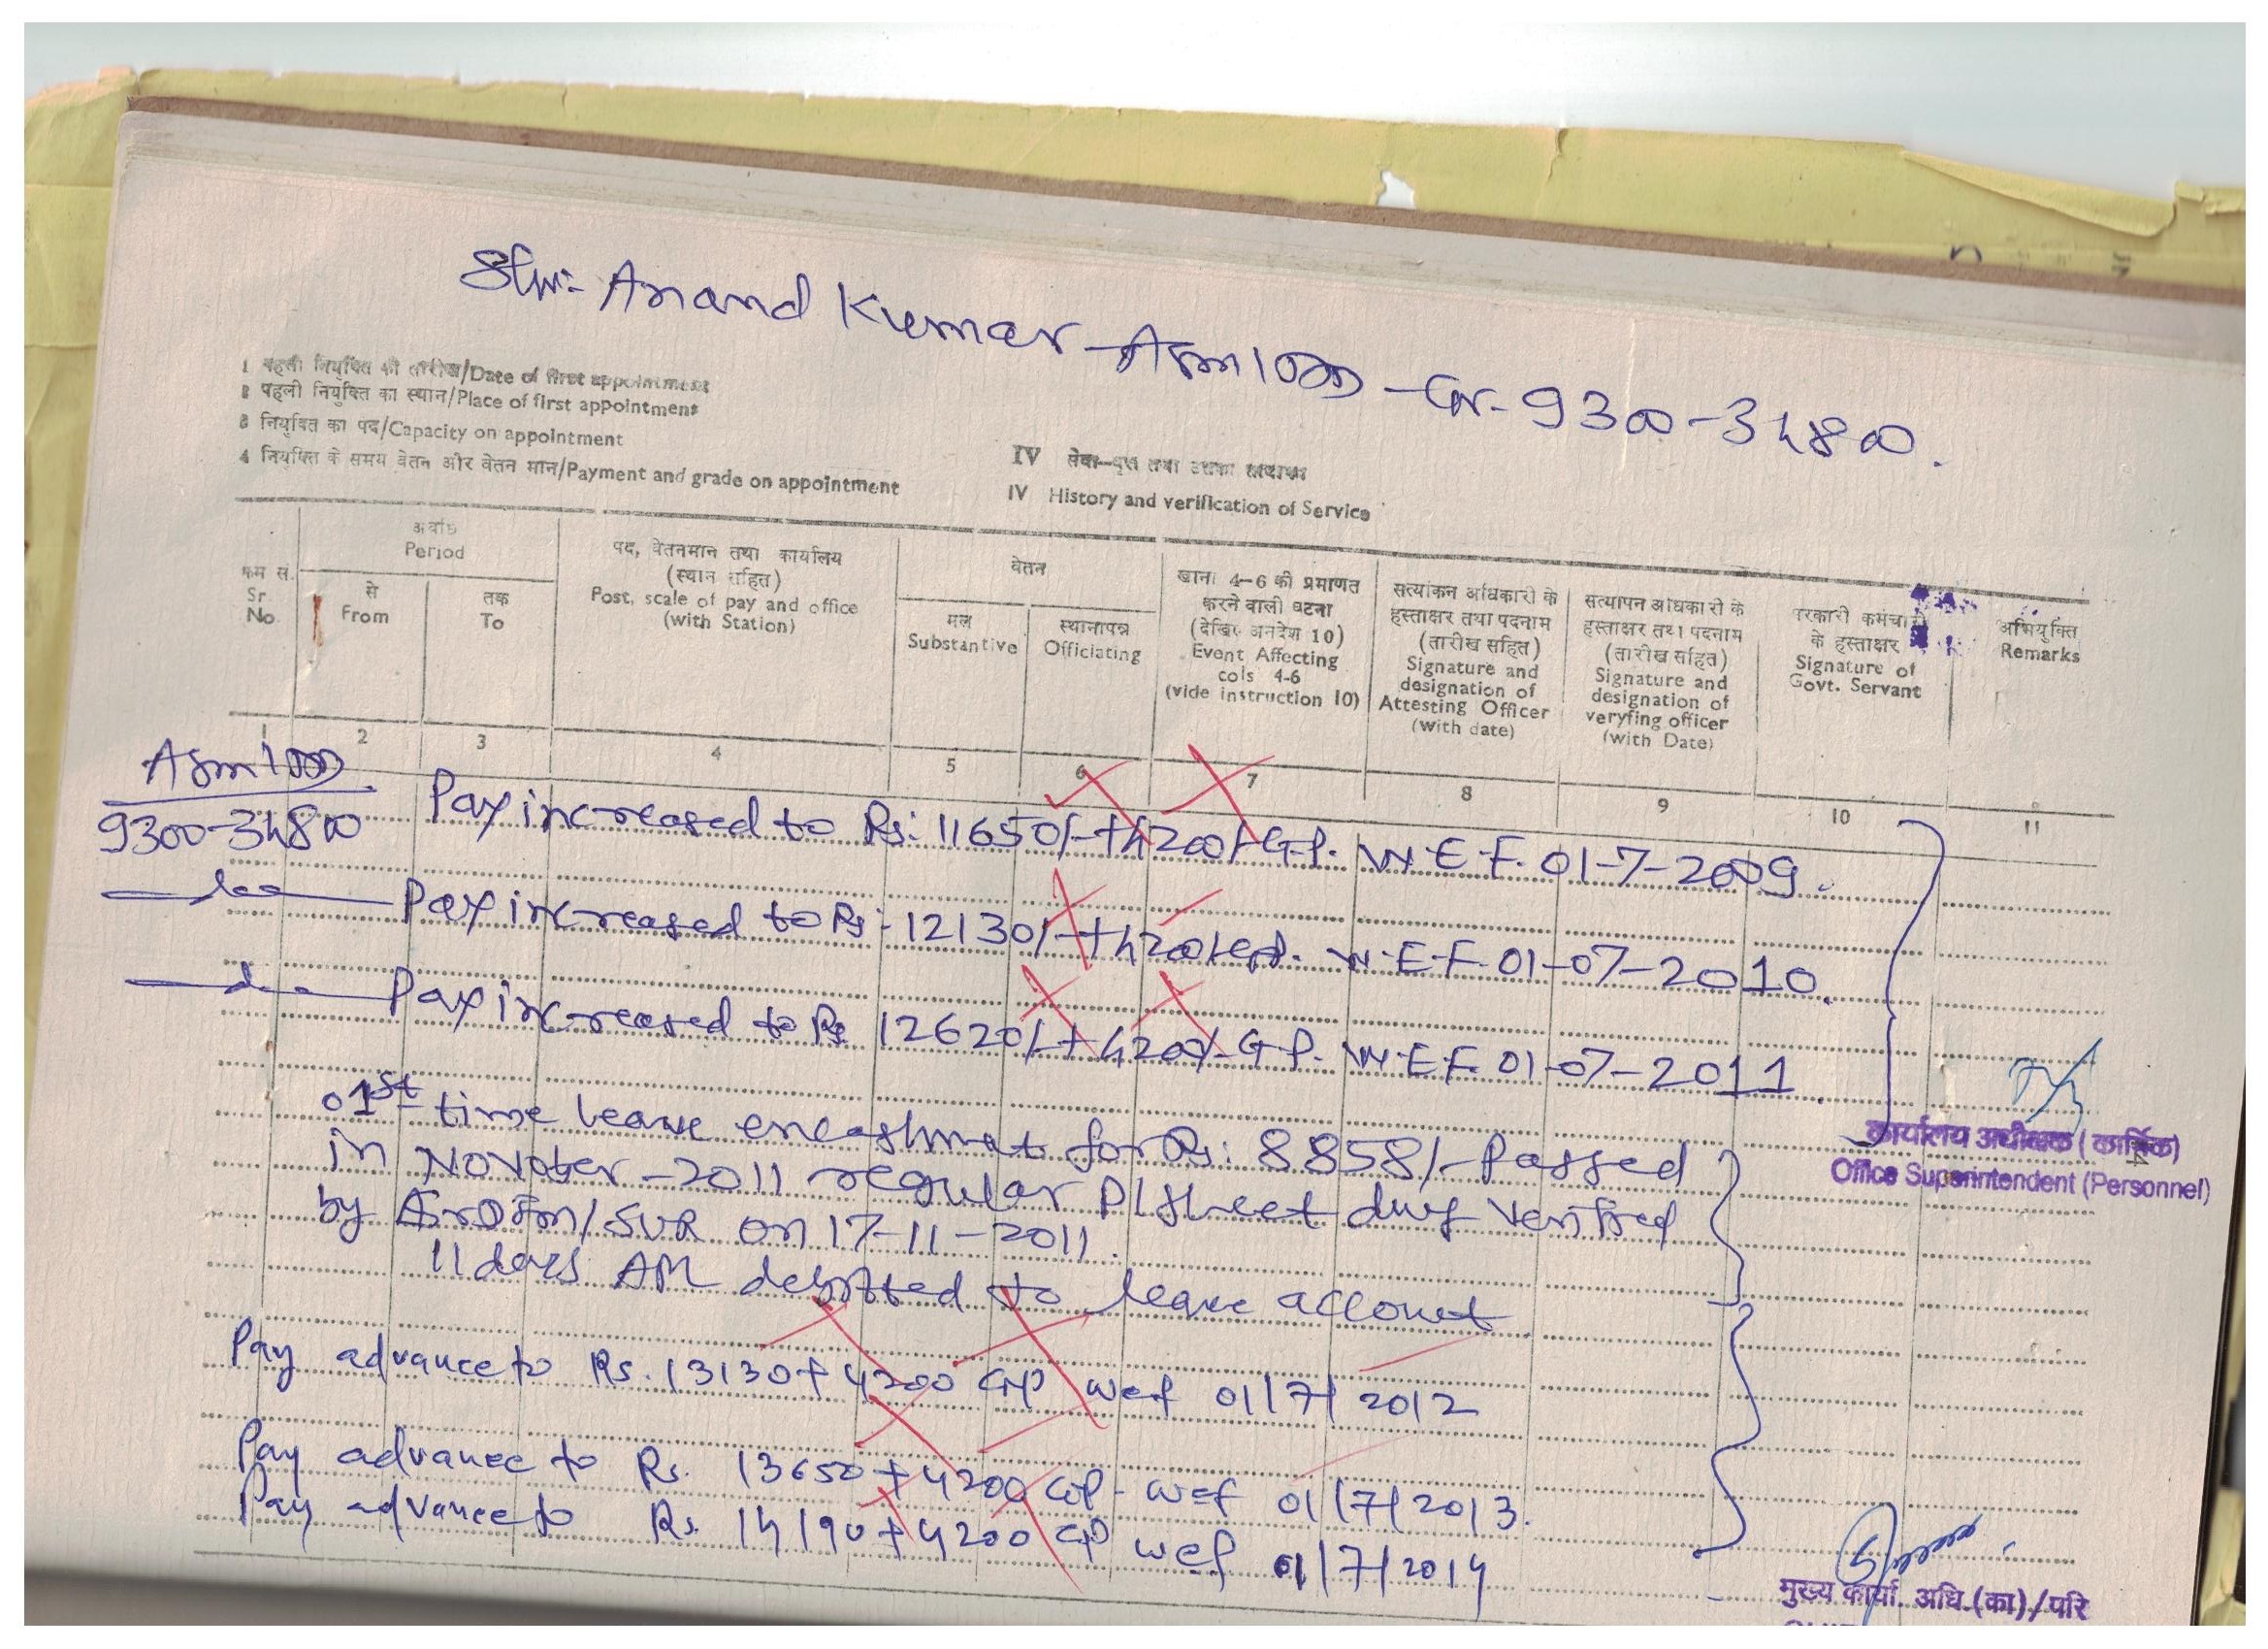 Shri- Anand Kumar - ASM - Gr- 9300-34800.
1 पहली नियुक्ति की तारीख/Date of first appointment
2 पहली नियुक्ति का स्थान/Place of first appointment
3 नियुक्ति का पद/Capacity on appointment
4 नियुक्ति के समय वेतन और वेतन मान/Payment and grade on appointment
IV सेवा-वृत्त तथा उसका सत्यापन
IV History and verification of Service
क्रम सं.
Sr.
No.
अवधि
Period
से
From
तक
To
पद, वेतनमान तथा कार्यालय
(स्थान सहित)
Post, scale of pay and office
(with Station)
वेतन
मूल
Substantive
स्थानापन्न
Officiating
खाना 4-6 की प्रमाणत
करने वाली घटना
(देखिए अनदेश 10)
Event Affecting
cols 4-6
(vide instruction 10)
सत्यांकन अधिकारी के
हस्ताक्षर तथा पदनाम
(तारीख सहित)
Signature and
designation of
Attesting Officer
(with date)
सत्यापन अधिकारी के
हस्ताक्षर तथा पदनाम
(तारीख सहित)
Signature and
designation of
veryfing officer
(with Date)
सरकारी कर्मचारी
के हस्ताक्षर
Signature of
Govt. Servant
अभियुक्ति
Remarks
1 2 3 4 5 6 7 8 9 10 11
ASM
9300-34800 Pay increased to Rs: 11650/-+4200/-G.P. W.E.F. 01-7-2009.
do Pay increased to Rs:- 12130/-+4200/-G.P. W.E.F. 01-07-2010.
do Pay increased to Rs 12620/-+4200/-G.P. W.E.F. 01-07-2011.
01st time leave encashmat for Rs: 8858/- Passed
in November-2011 regular P/Sheet duly verified
by SrDFM/SUR on 17-11-2011.
11 days debitted to leave account
Pay advance to Rs. 13130+4200 GP wef 01/7/2012
Pay advance to Rs. 13650+4200 GP- wef 01/7/2013.
Pay advance to Rs. 14190+4200 GP wef 01/7/2014
कार्यालय अधीक्षक (कार्मिक)
Office Superintendent (Personnel)
मुख्य कार्या. अधि.(का)/परि